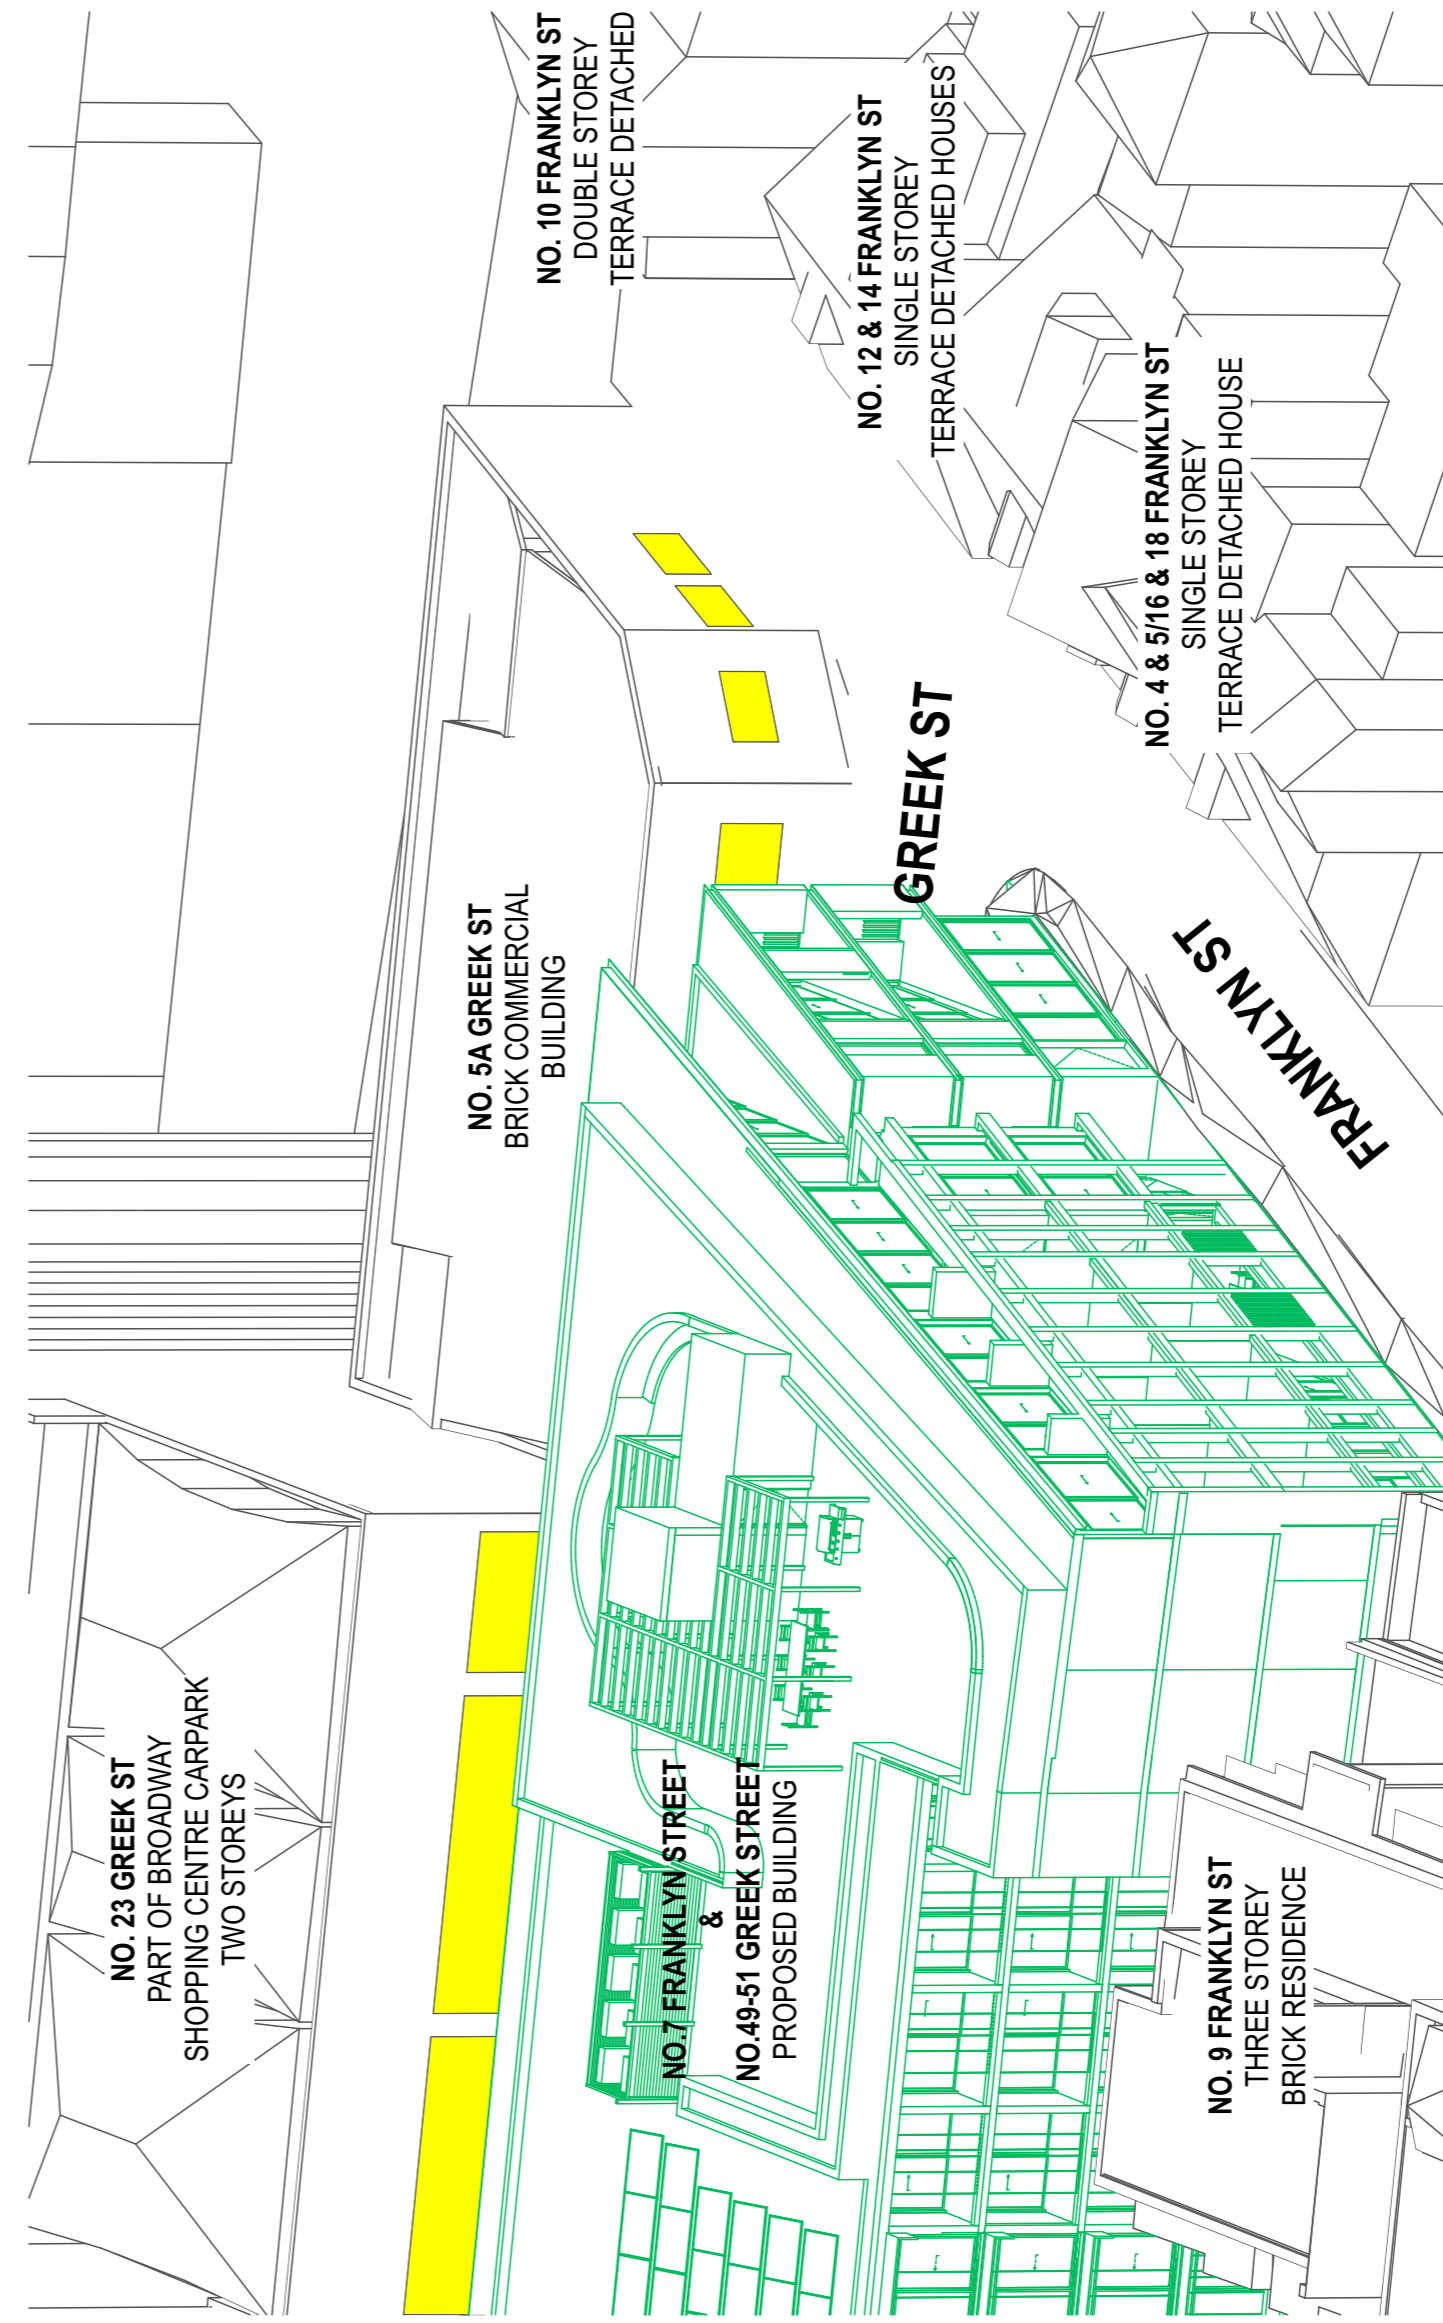 NO. 10 FRANKLYN ST
DOUBLE STOREY
TERRACE DETACHED
NO. 12 & 14 FRANKLYN ST
SINGLE STOREY
TERRACE DETACHED HOUSES
NO. 4 & 5/16 & 18 FRANKLYN ST
SINGLE STOREY
TERRACE DETACHED HOUSE
NO. 5A GREEK ST
BRICK COMMERCIAL
BUILDING
GREEK ST
FRANKLYN ST
NO. 23 GREEK ST
PART OF BROADWAY
SHOPPING CENTRE CARPARK
TWO STOREYS
NO.7 FRANKLYN STREET
&
NO.49-51 GREEK STREET
PROPOSED BUILDING
NO. 9 FRANKLYN ST
THREE STOREY
BRICK RESIDENCE